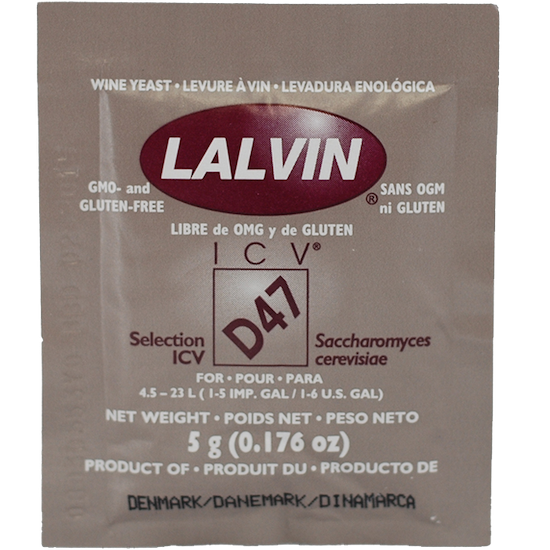 WINE YEAST • LEVURE À VIN • LEVADURA ENOLÓGICA
LALVIN®
GMO- and
GLUTEN-FREE
SANS OGM
ni GLUTEN
LIBRE de OMG y de GLUTEN
ICV®
D47
Selection
ICV
Saccharomyces
cerevisiae
FOR • POUR • PARA
4.5 – 23 L ( 1-5 IMP. GAL / 1-6 U.S. GAL)
NET WEIGHT • POIDS NET • PESO NETO
5 g (0.176 oz)
PRODUCT OF • PRODUIT DU • PRODUCTO DE
DENMARK/DANEMARK/DINAMARCA